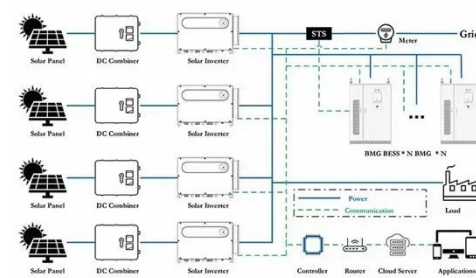 STS
Meter
Grid
Solar Panel DC Combiner Solar Inverter
Solar Panel DC Combiner Solar Inverter
BMG BESS * N BMG * N
Solar Panel DC Combiner Solar Inverter
Power
Communication
Load
Solar Panel DC Combiner Solar Inverter
Controller Router Cloud Server Applica